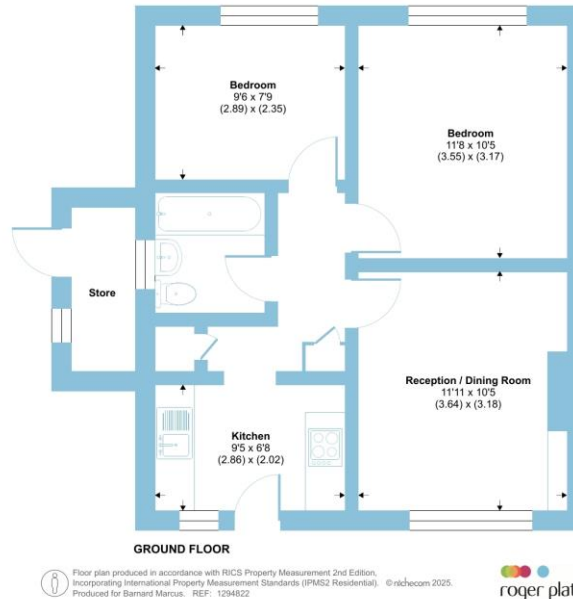 Bedroom
9'6 x 7'9
(2.89) x (2.35)
Bedroom
11'8 x 10'5
(3.55) x (3.17)
Store
Reception / Dining Room
11'11 x 10'5
(3.64) x (3.18)
Kitchen
9'5 x 6'8
(2.86) x (2.02)
GROUND FLOOR
Floor plan produced in accordance with RICS Property Measurement 2nd Edition,
Incorporating International Property Measurement Standards (IPMS2 Residential). ©nichecom 2025.
Produced for Barnard Marcus. REF: 1294822
roger plat